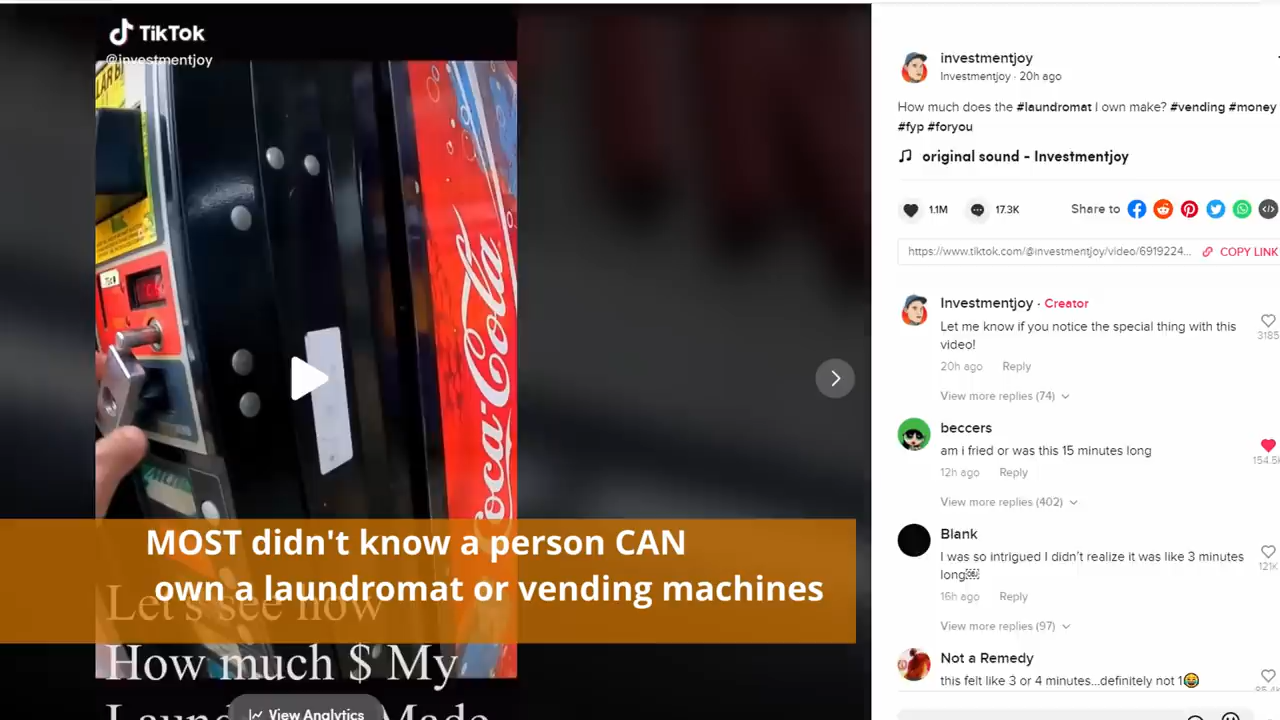 TikTok
@investmentjoy
Coca-Cola
MOST didn't know a person CAN
own a laundromat or vending machines
Let's see how
How much $ My
Made
View Analytics
investmentjoy
Investmentjoy · 20h ago
How much does the #laundromat I own make? #vending #money
#fyp #foryou
original sound - Investmentjoy
1.1M
17.3K
Share to
https://www.tiktok.com/@investmentjoy/video/6919224...
COPY LINK
Investmentjoy · Creator
Let me know if you notice the special thing with this
video!
3185
20h ago Reply
View more replies (74)
beccers
am i fried or was this 15 minutes long
154.5
12h ago Reply
View more replies (402)
Blank
I was so intrigued I didn't realize it was like 3 minutes
long
121K
16h ago Reply
View more replies (97)
Not a Remedy
this felt like 3 or 4 minutes...definitely not 1😂